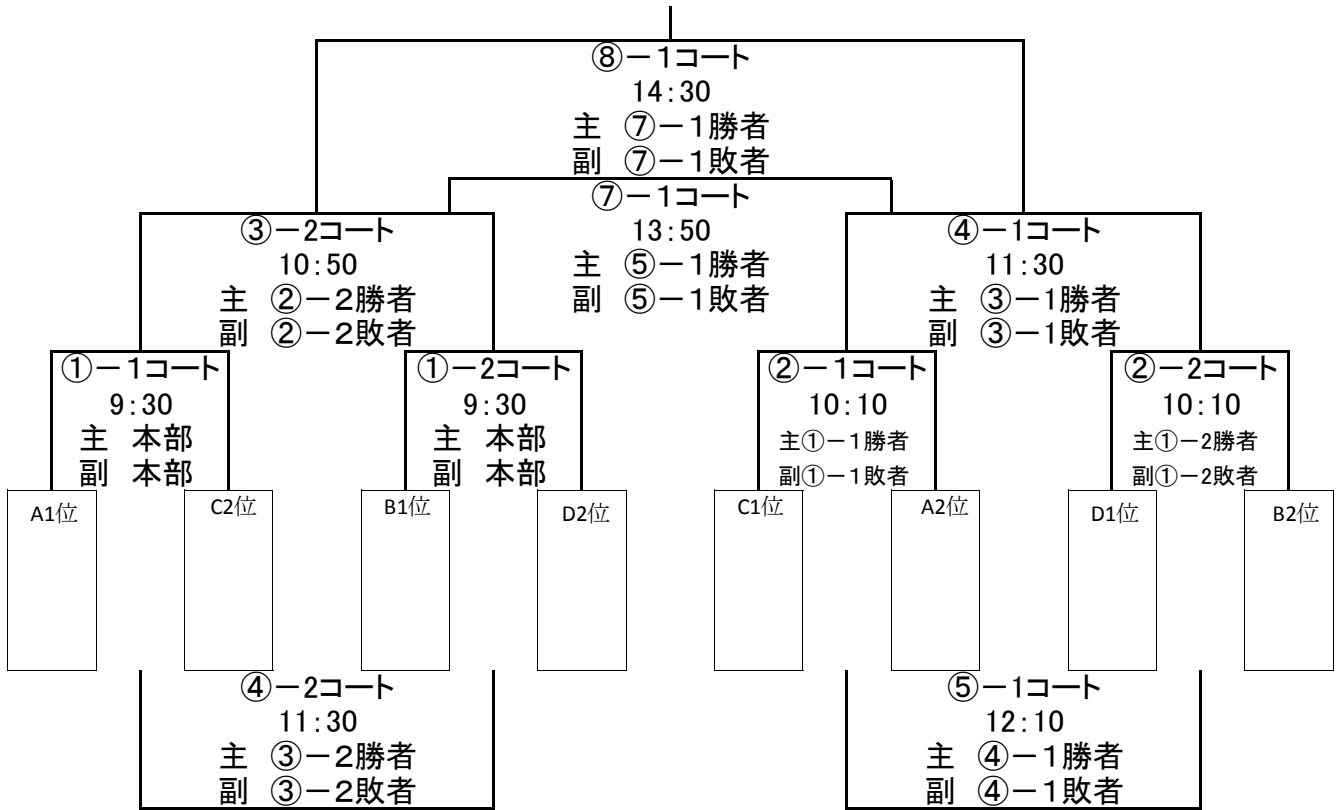 ⑧－1コート
14:30
主 ⑦－1勝者
副 ⑦－1敗者
⑦－1コート
13:50
主 ⑤－1勝者
副 ⑤－1敗者
③－2コート
10:50
主 ②－2勝者
副 ②－2敗者
④－1コート
11:30
主 ③－1勝者
副 ③－1敗者
①－1コート
9:30
主 本部
副 本部
①－2コート
9:30
主 本部
副 本部
②－1コート
10:10
主①－1勝者
副①－1敗者
②－2コート
10:10
主①－2勝者
副①－2敗者
A1位
C2位
B1位
D2位
C1位
A2位
D1位
B2位
④－2コート
11:30
主 ③－2勝者
副 ③－2敗者
⑤－1コート
12:10
主 ④－1勝者
副 ④－1敗者